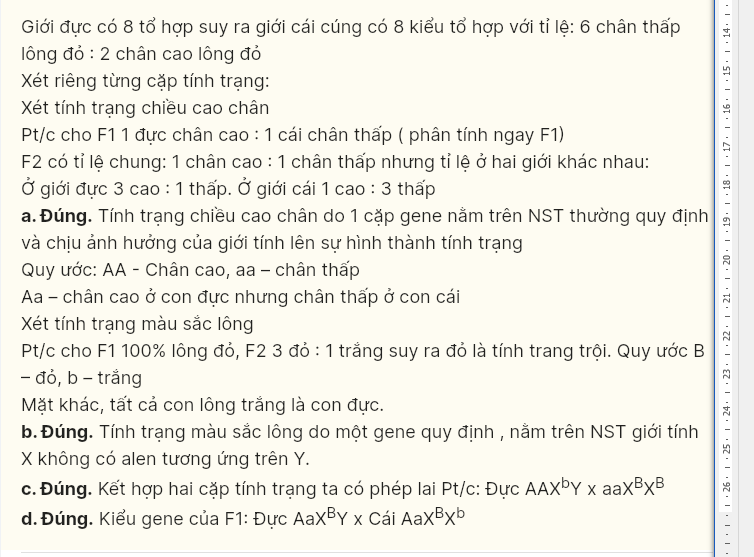 Giới đực có 8 tổ hợp suy ra giới cái cúng có 8 kiểu tổ hợp với tỉ lệ: 6 chân thấp
lông đỏ : 2 chân cao lông đỏ
Xét riêng từng cặp tính trạng:
Xét tính trạng chiều cao chân
Pt/c cho F1 1 đực chân cao : 1 cái chân thấp ( phân tính ngay F1)
F2 có tỉ lệ chung: 1 chân cao : 1 chân thấp nhưng tỉ lệ ở hai giới khác nhau:
Ở giới đực 3 cao : 1 thấp. Ở giới cái 1 cao : 3 thấp
a. Đúng. Tính trạng chiều cao chân do 1 cặp gene nằm trên NST thường quy định
và chịu ảnh hưởng của giới tính lên sự hình thành tính trạng
Quy ước: AA - Chân cao, aa – chân thấp
Aa – chân cao ở con đực nhưng chân thấp ở con cái
Xét tính trạng màu sắc lông
Pt/c cho F1 100% lông đỏ, F2 3 đỏ : 1 trắng suy ra đỏ là tính trang trội. Quy ước B
– đỏ, b – trắng
Mặt khác, tất cả con lông trắng là con đực.
b. Đúng. Tính trạng màu sắc lông do một gene quy định , nằm trên NST giới tính
X không có alen tương ứng trên Y.
c. Đúng. Kết hợp hai cặp tính trạng ta có phép lai Pt/c: Đực AAXᵇY x aaXᴮXᴮ
d. Đúng. Kiểu gene của F1: Đực AaXᴮY x Cái AaXᴮXᵇ
14
15
16
17
18
19
20
21
22
23
24
25
26